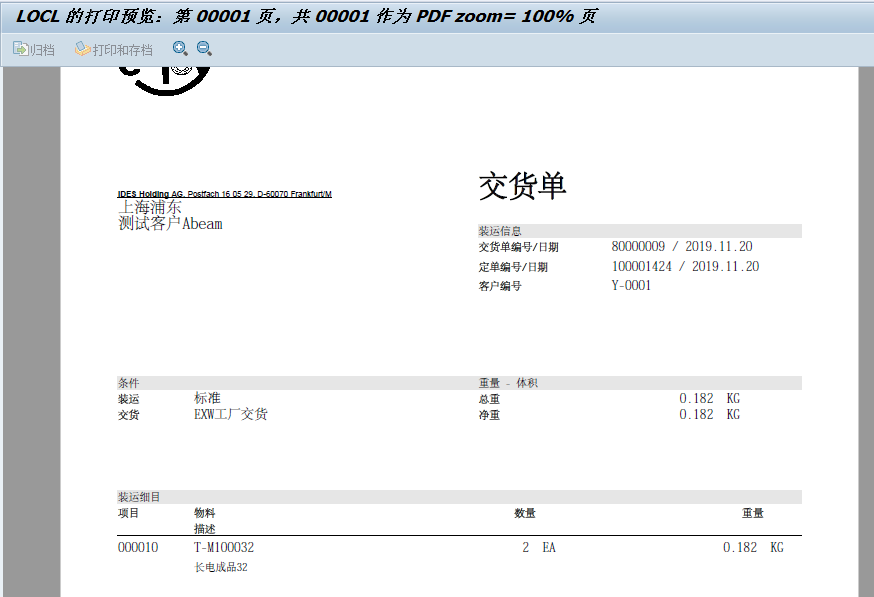 LOCL 的打印预览：第 00001 页，共 00001 作为 PDF zoom= 100% 页
归档 打印和存档
交货单
IDES Holding AG, Postfach 16 05 29, D-60070 Frankfurt/M
上海浦东
测试客户Abeam
装运信息
交货单编号/日期 80000009 / 2019.11.20
定单编号/日期 100001424 / 2019.11.20
客户编号 Y-0001
条件 重量 - 体积
装运 标准 总重 0.182 KG
交货 EXW工厂交货 净重 0.182 KG
装运细目
项目 物料 数量 重量
描述
000010 T-M100032 2 EA 0.182 KG
长电成品32